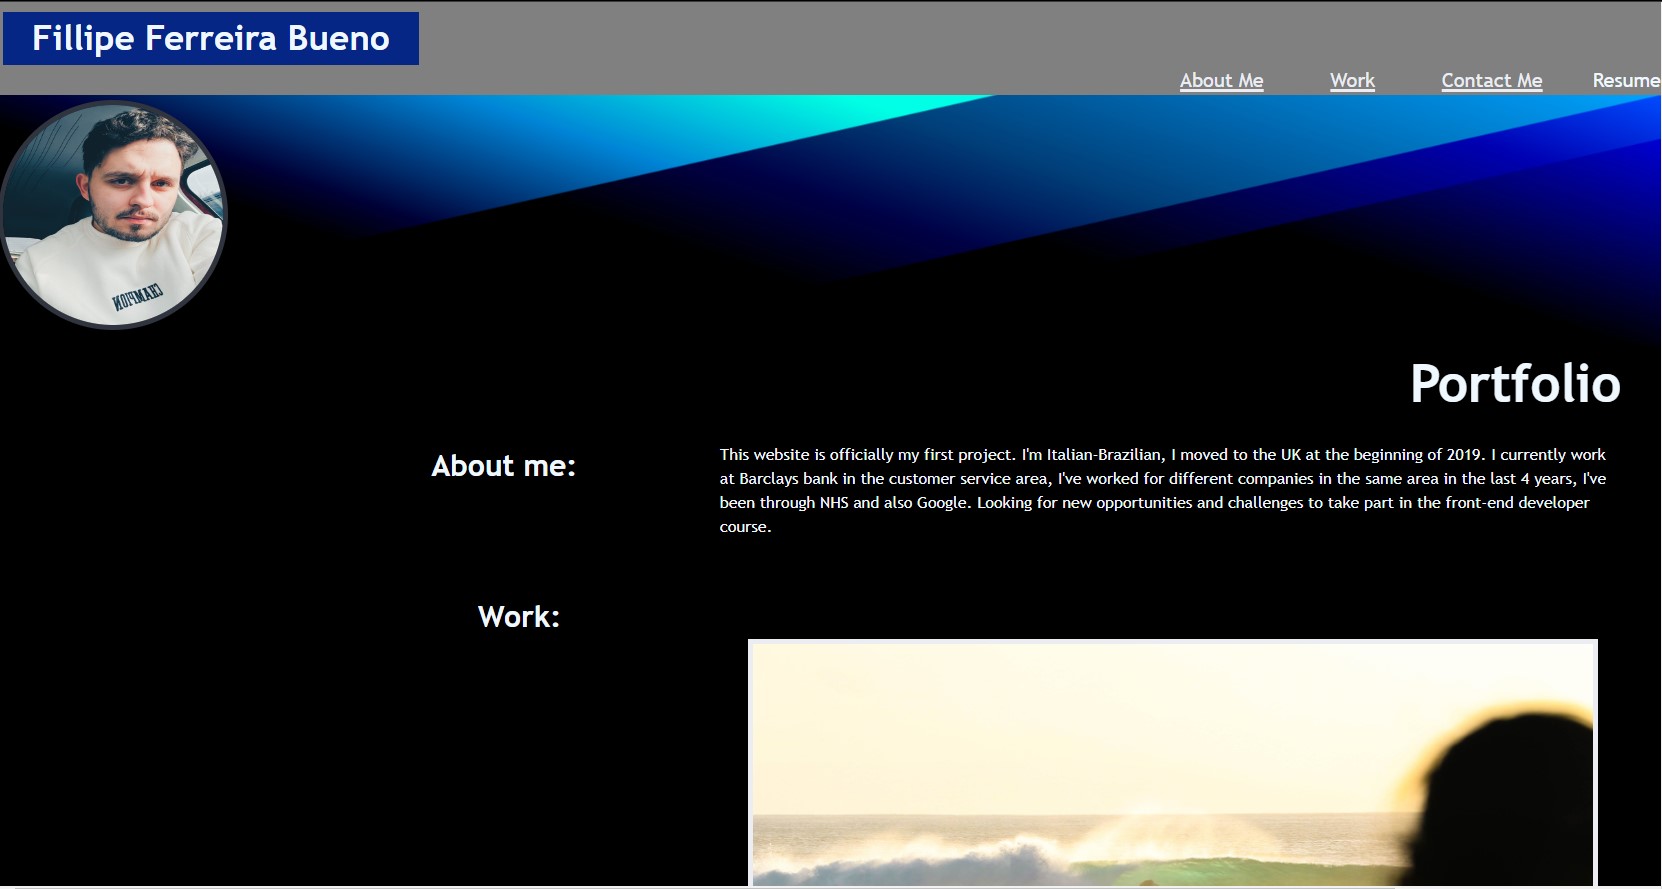 Fillipe Ferreira Bueno
About Me Work Contact Me Resume
CHAMPION
Portfolio
About me:
This website is officially my first project. I'm Italian-Brazilian, I moved to the UK at the beginning of 2019. I currently work
at Barclays bank in the customer service area, I've worked for different companies in the same area in the last 4 years, I've
been through NHS and also Google. Looking for new opportunities and challenges to take part in the front-end developer
course.
Work: